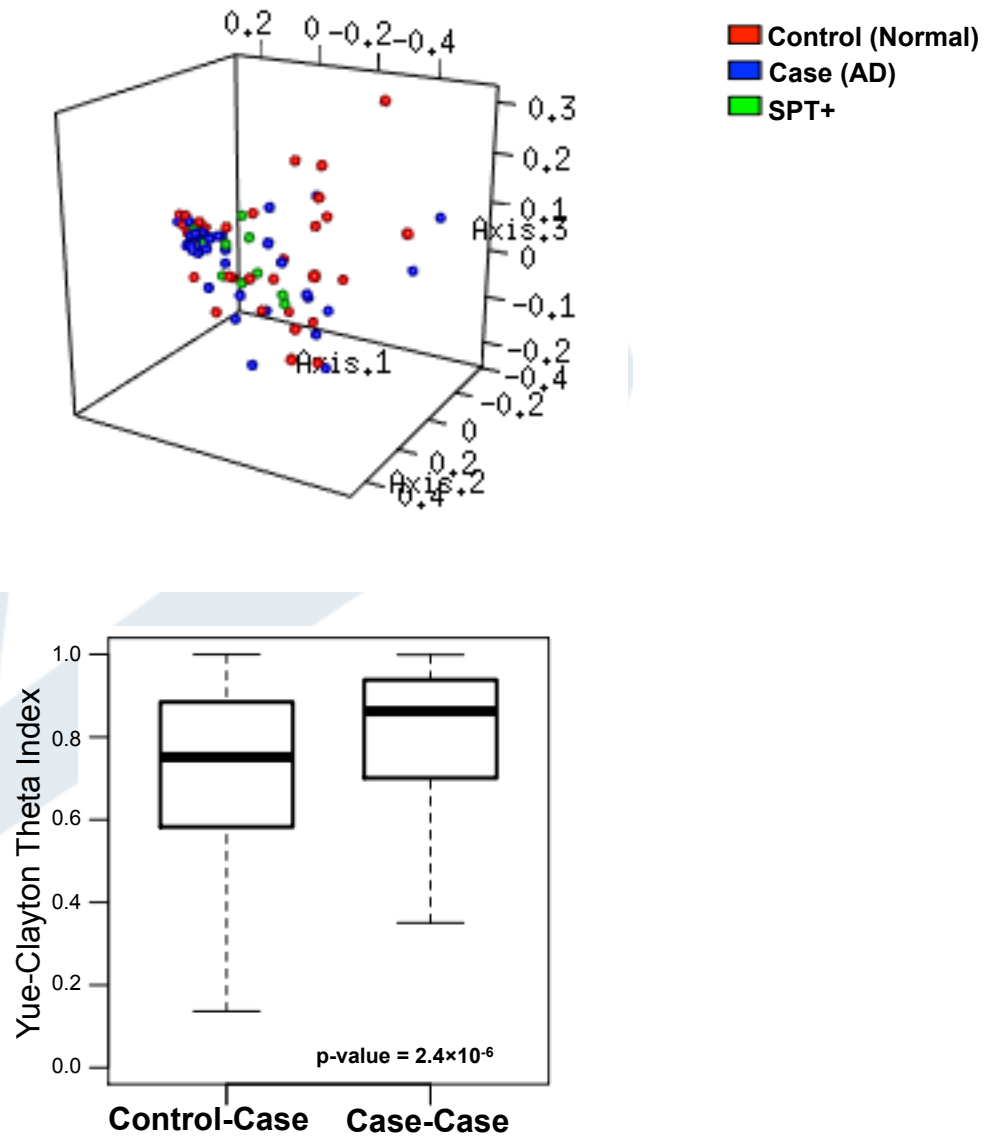 0.2 0 -0.2 -0.4
Control (Normal)
Case (AD)
SPT+
0.3
0.2
0.1
Axis.3
0
-0.1
-0.2
Axis.1
-0.4
-0.2
0
0.2
Axis.2
0.4
Yue-Clayton Theta Index
1.0
0.8
0.6
0.4
0.2
0.0
p-value = 2.4×10⁻⁶
Control-Case Case-Case